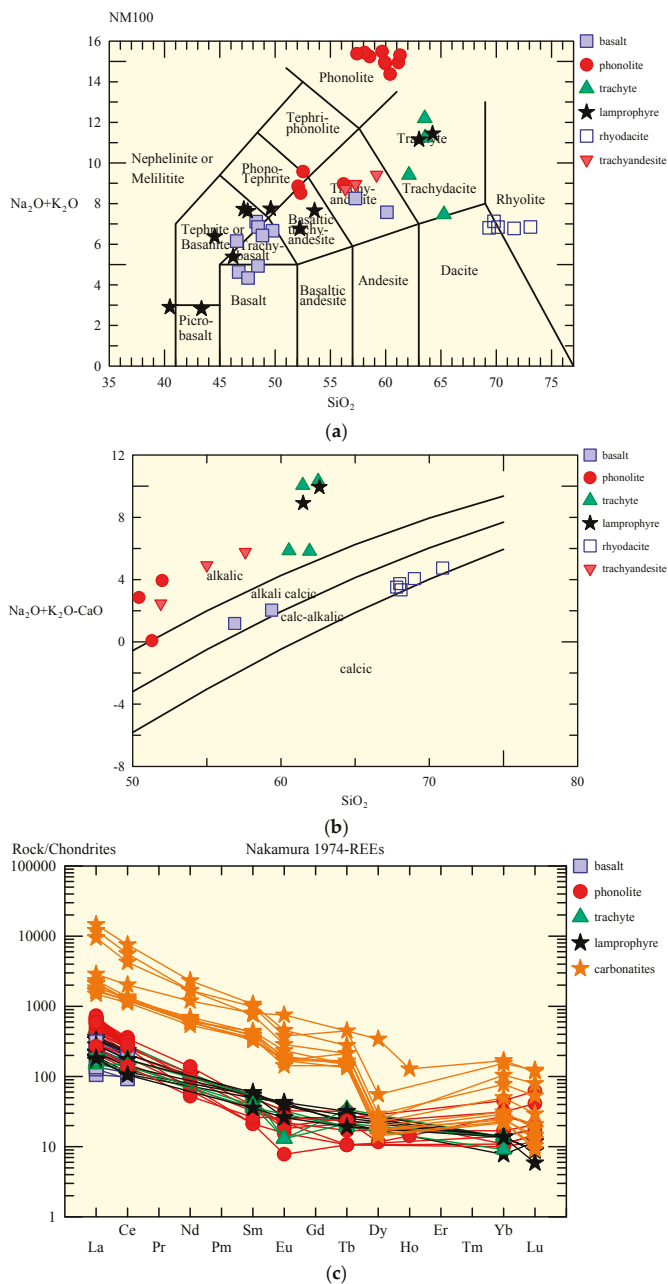 NM100
16
14
12
10
8
6
4
2
0
Na2O+K2O
35 40 45 50 55 60 65 70 75
SiO2
Phonolite
Tephri-
phonolite
Nephelinite or
Melilitite
Phono-
Tephrite
Trachyte
Trachy-
andesite
Trachydacite
Rhyolite
Tephrite or
Basanite
Basaltic
trachy-
andesite
Trachy-
basalt
Basalt
Basaltic
andesite
Andesite
Dacite
Picro-
basalt
basalt
phonolite
trachyte
lamprophyre
rhyodacite
trachyandesite
(a)
12
8
4
0
-4
-8
Na2O+K2O-CaO
50 60 70 80
SiO2
alkalic
alkali calcic
calc-alkalic
calcic
basalt
phonolite
trachyte
lamprophyre
rhyodacite
trachyandesite
(b)
Rock/Chondrites Nakamura 1974-REEs
100000
10000
1000
100
10
1
La Ce Pr Nd Pm Sm Eu Gd Tb Dy Ho Er Tm Yb Lu
basalt
phonolite
trachyte
lamprophyre
carbonatites
(c)